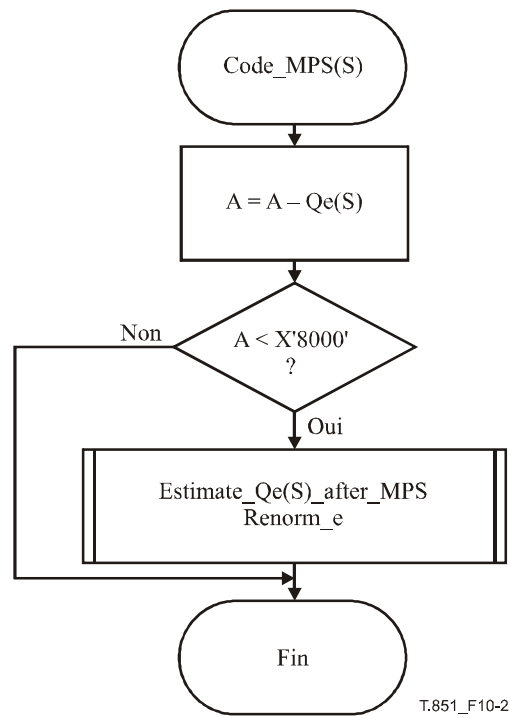 Code_MPS(S)
A = A – Qe(S)
A < X'8000'
?
Non
Oui
Estimate_Qe(S)_after_MPS
Renorm_e
Fin
T.851_F10-2